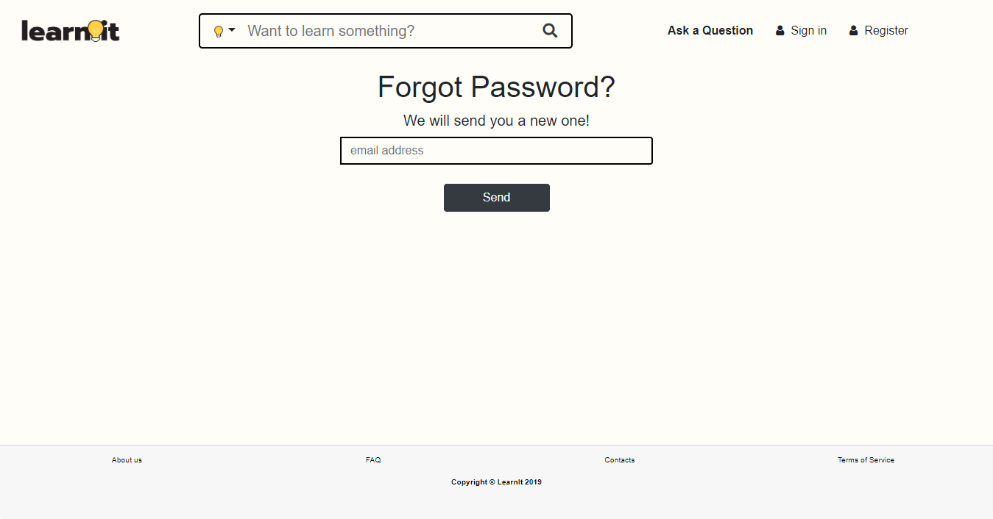 learnit Want to learn something? Ask a Question Sign in Register
Forgot Password?
We will send you a new one!
email address
Send
About us FAQ Contacts Terms of Service
Copyright © LearnIt 2019